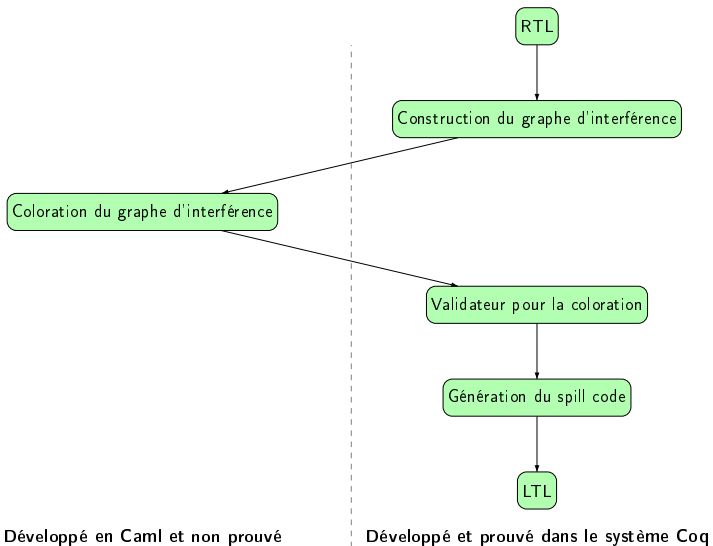 RTL
Construction du graphe d'interférence
Coloration du graphe d'interférence
Validateur pour la coloration
Génération du spill code
LTL
Développé en Caml et non prouvé
Développé et prouvé dans le système Coq